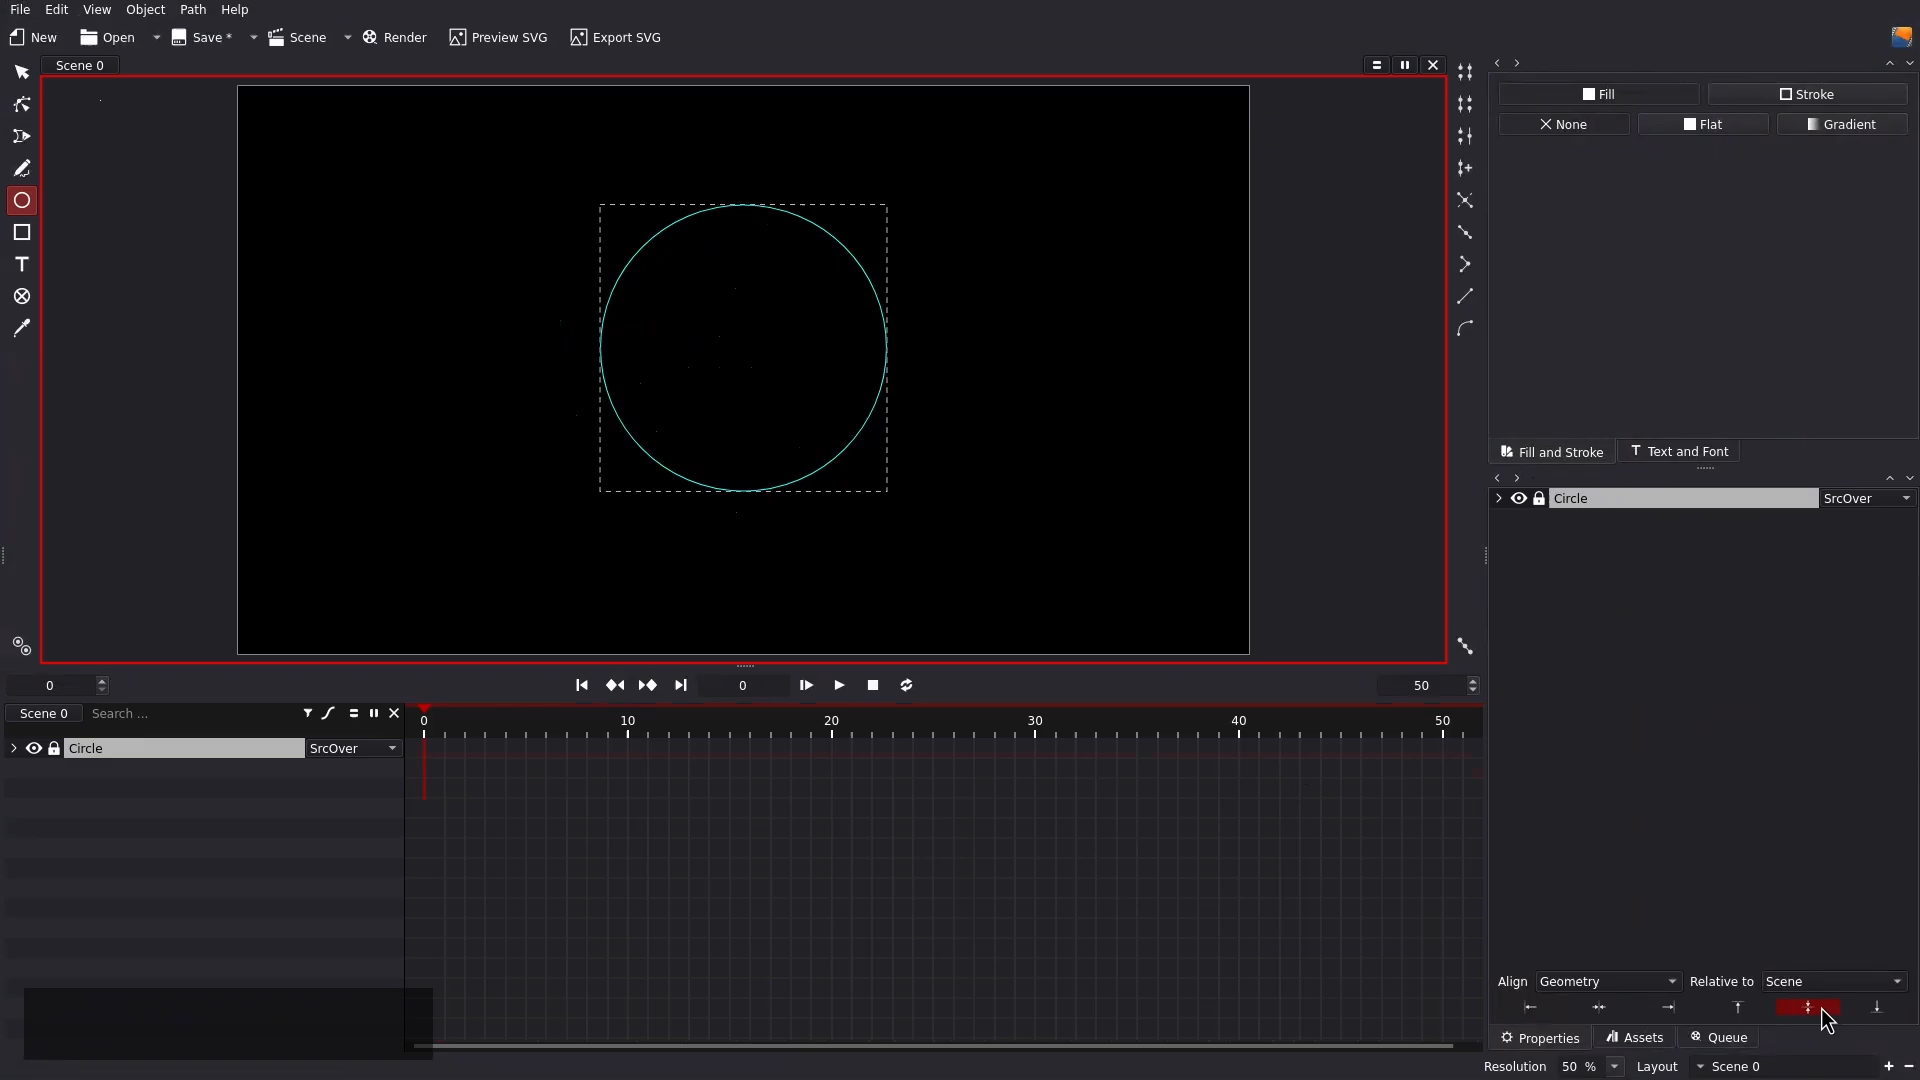 File Edit View Object Path Help
New Open Save * Scene Render Preview SVG Export SVG
Scene 0
Fill Stroke
None Flat Gradient
Fill and Stroke Text and Font
Circle SrcOver
0 0 50
Scene 0 Search ... 0 10 20 30 40 50
Circle SrcOver
Align Geometry Relative to Scene
Properties Assets Queue
Resolution 50 % Layout Scene 0